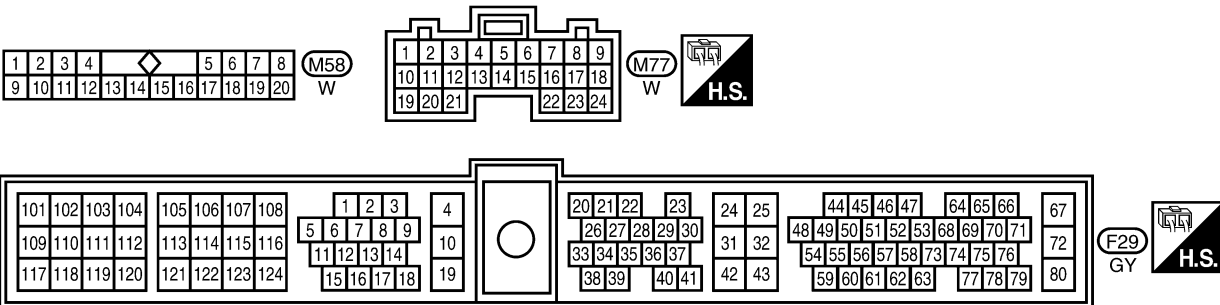 1 2 3 4 5 6 7 8 M58
9 10 11 12 13 14 15 16 17 18 19 20 W
1 2 3 4 5 6 7 8 9
10 11 12 13 14 15 16 17 18 M77
19 20 21 22 23 24 W
H.S.
101 102 103 104 105 106 107 108 1 2 3 4 20 21 22 23 24 25 44 45 46 47 64 65 66 67
5 6 7 8 9 26 27 28 29 30 48 49 50 51 52 53 68 69 70 71
109 110 111 112 113 114 115 116 10 31 32 72 F29
11 12 13 14 33 34 35 36 37 54 55 56 57 58 73 74 75 76 GY
117 118 119 120 121 122 123 124 15 16 17 18 19 38 39 40 41 42 43 59 60 61 62 63 77 78 79 80
H.S.